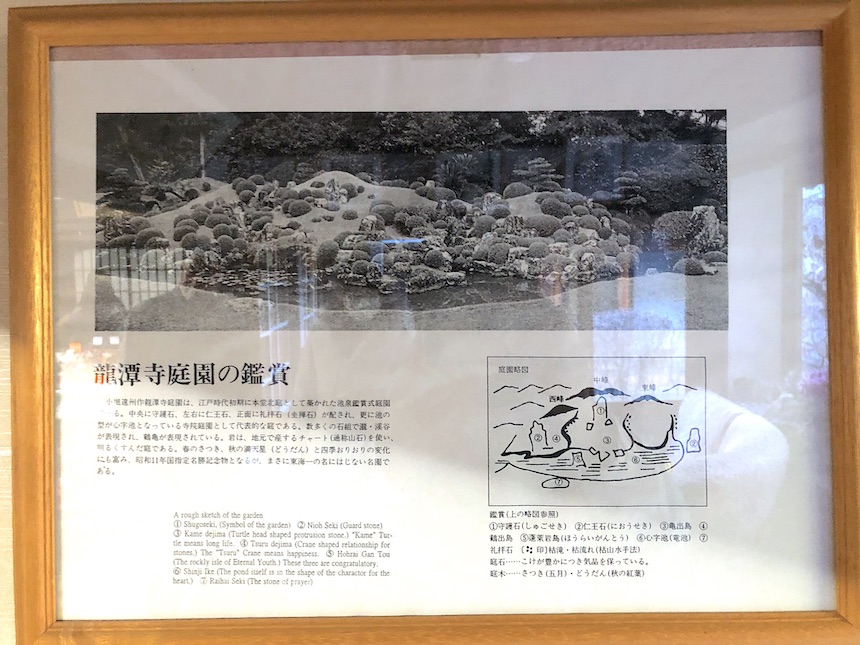 龍潭寺庭園の鑑賞
小堀遠州作龍潭寺庭園は、江戸時代初期に本堂北庭として築かれた池泉鑑賞式庭園
である。中央に守護石、左右に仁王石、正面に礼拝石(坐禅石)が配され、更に池の
型が心字池となっている寺院庭園として代表的な庭である。数多くの石組で滝・渓谷
が表現され、鶴亀が表現されている。岩は、地元で産するチャート(通称山石)を使い、
明るくすんだ庭である。春のさつき、秋の満天星(どうだん)と四季おりおりの変化
にも富み、昭和11年国指定名勝記念物となるが、まさに東海一の名にはじない名園で
ある。
A rough sketch of the garden
① Shugoseki, (Symbol of the garden) ② Nioh Seki (Guard stone)
③ Kame dejima (Turtle head shaped protrusion stone.) "Kame" Tur-
tle means long life. ④ Tsuru dejima (Crane shaped relationship for
stones.) The "Tsuru" Crane means happiness. ⑤ Hohrai Gan Tou
(The rockly isle of Eternal Youth.) These three are congratulatory.
⑥ Shinji Ike (The pond itself is in the shape of the charactor for the
heart.) ⑦ Raihai Seki (The stone of prayer)
庭園略図
中峰
東峰
西峰
①
②
④
③
②
⑤
⑥
⑦
鑑賞(上の略図参照)
①守護石(しゅごせき) ②仁王石(におうせき) ③亀出島 ④
鶴出島 ⑤蓬莱岩島(ほうらいがんとう) ⑥心字池(竜池) ⑦
礼拝石 〔印〕枯滝・枯流れ(枯山水手法)
庭石……こけが豊かにつき気品を保っている。
庭木……さつき(五月)・どうだん(秋の紅葉)